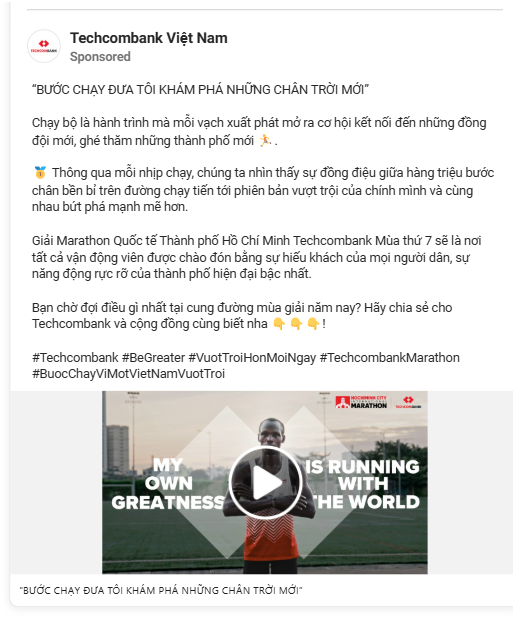 Techcombank Việt Nam
Sponsored
“BƯỚC CHẠY ĐƯA TÔI KHÁM PHÁ NHỮNG CHÂN TRỜI MỚI”
Chạy bộ là hành trình mà mỗi vạch xuất phát mở ra cơ hội kết nối đến những đồng
đội mới, ghé thăm những thành phố mới 🏃 .
🏅 Thông qua mỗi nhịp chạy, chúng ta nhìn thấy sự đồng điệu giữa hàng triệu bước
chân bền bỉ trên đường chạy tiến tới phiên bản vượt trội của chính mình và cùng
nhau bứt phá mạnh mẽ hơn.
Giải Marathon Quốc tế Thành phố Hồ Chí Minh Techcombank Mùa thứ 7 sẽ là nơi
tất cả vận động viên được chào đón bằng sự hiếu khách của mọi người dân, sự
năng động rực rỡ của thành phố hiện đại bậc nhất.
Bạn chờ đợi điều gì nhất tại cung đường mùa giải năm nay? Hãy chia sẻ cho
Techcombank và cộng đồng cùng biết nha 👇👇👇!
#Techcombank #BeGreater #VuotTroiHonMoiNgay #TechcombankMarathon
#BuocChayViMotVietNamVuotTroi
HOCHIMINH CITY
INTERNATIONAL
MARATHON
TECHCOMBANK
MY
OWN
GREATNESS
IS RUNNING
WITH
THE WORLD
“BƯỚC CHẠY ĐƯA TÔI KHÁM PHÁ NHỮNG CHÂN TRỜI MỚI”